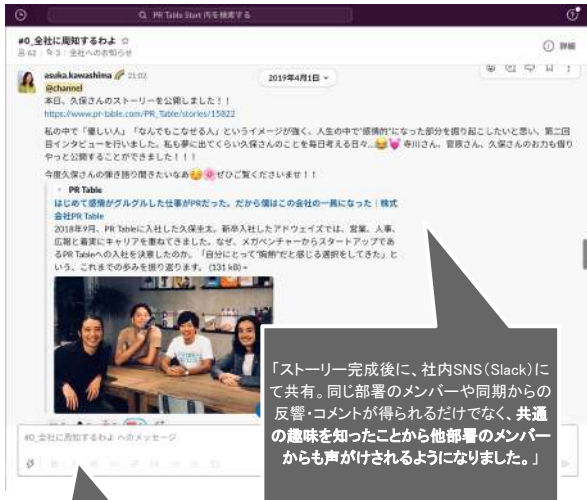 PR Table Start 内を検索する
#0_全社に周知するわよ ☆
62 | 3 | 全社へのお知らせ
詳細
asuka.kawashima 21:02
2019年4月1日
@channel
本日、久保さんのストーリーを公開しました！！
https://www.pr-table.com/PR_Table/stories/15822
私の中で「優しい人」「なんでもこなせる人」というイメージが強く、人生の中で"感情的"になった部分を掘り起こしたいと思い、第二回
目インタビューを行いました。私も夢に出てくらい久保さんのことを毎日考える日々...😆💓 寺川さん、菅原さん、久保さんのお力も借り
やっと公開することができました！！！
今度久保さんの弾き語り聞きたいなあ ぜひご覧くださいませ！！
PR Table
はじめて感情がグルグルした仕事がPRだった。だから僕はこの会社の一員になった｜株式
会社PR Table
2018年9月、PR Tableに入社した久保圭太。新卒入社したアドウェイズでは、営業、人事、
広報と着実にキャリアを重ねてきました。なぜ、メガベンチャーからスタートアップであ
るPR Tableへの入社を決意したのか。「自分にとって"胸熱"だと感じる選択をしてきた」と
いう、これまでの歩みを振り返ります。 (131 kB)
「ストーリー完成後に、社内SNS（Slack）に
て共有。同じ部署のメンバーや同期からの
反響・コメントが得られるだけでなく、共通
の趣味を知ったことから他部署のメンバー
からも声がけされるようになりました。」
#0_全社に周知するわよ へのメッセージ